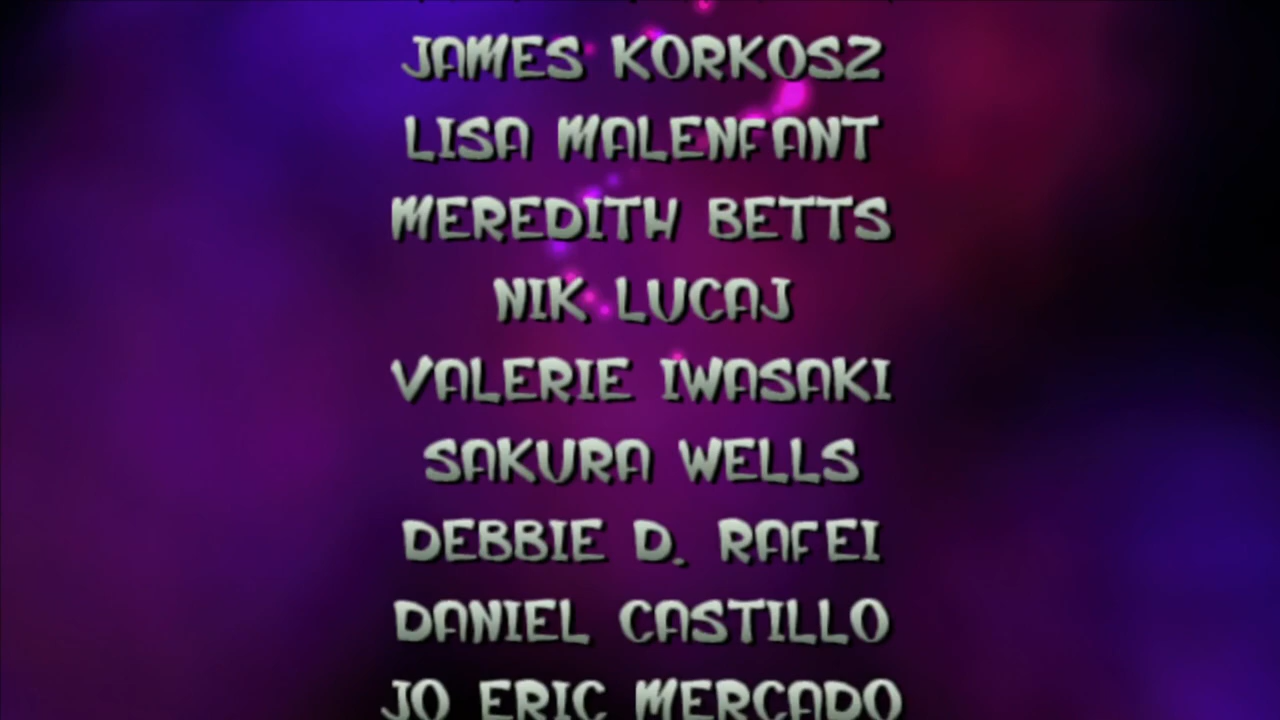 JAMES KORKOSZ
LISA MALENFANT
MEREDITH BETTS
NIK LUCAJ
VALERIE IWASAKI
SAKURA WELLS
DEBBIE D. RAFEI
DANIEL CASTILLO
JO ERIC MERCADO